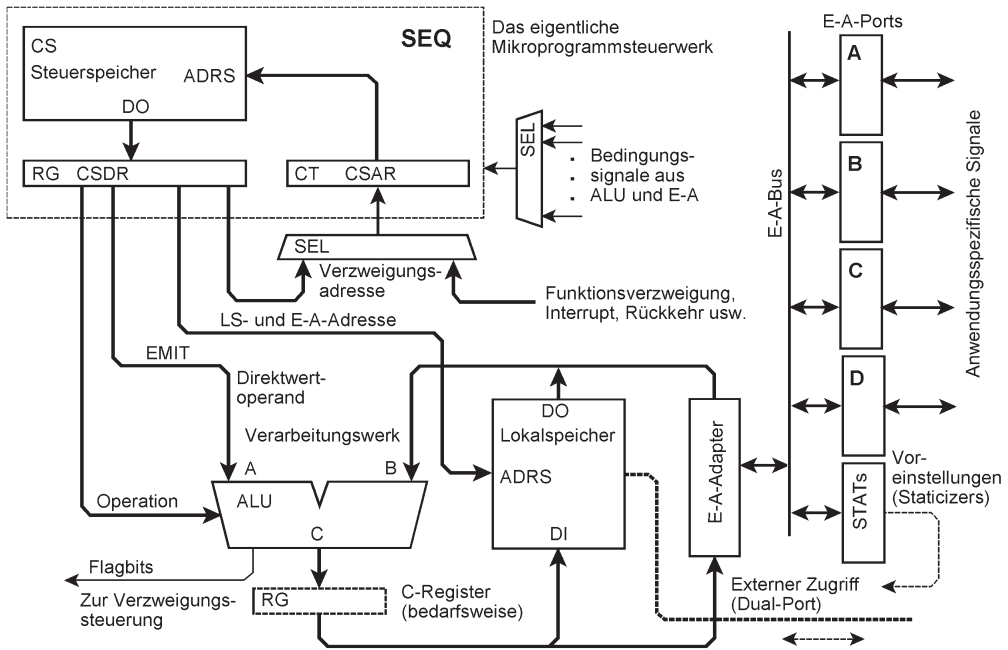 CS
Steuerspeicher
ADRS
DO
SEQ
Das eigentliche
Mikroprogrammsteuerwerk
RG CSDR
CT CSAR
SEL
Bedingungs-
signale aus
ALU und E-A
SEL
Verzweigungs-
adresse
Funktionsverzweigung,
Interrupt, Rückkehr usw.
LS- und E-A-Adresse
EMIT
Direktwert-
operand
Verarbeitungswerk
A
B
ALU
C
Operation
Flagbits
Zur Verzweigungs-
steuerung
RG
C-Register
(bedarfsweise)
DO
Lokalspeicher
ADRS
DI
E-A-Adapter
Externer Zugriff
(Dual-Port)
E-A-Bus
E-A-Ports
A
B
C
D
STATs
Vor-
einstellungen
(Staticizers)
Anwendungsspezifische Signale